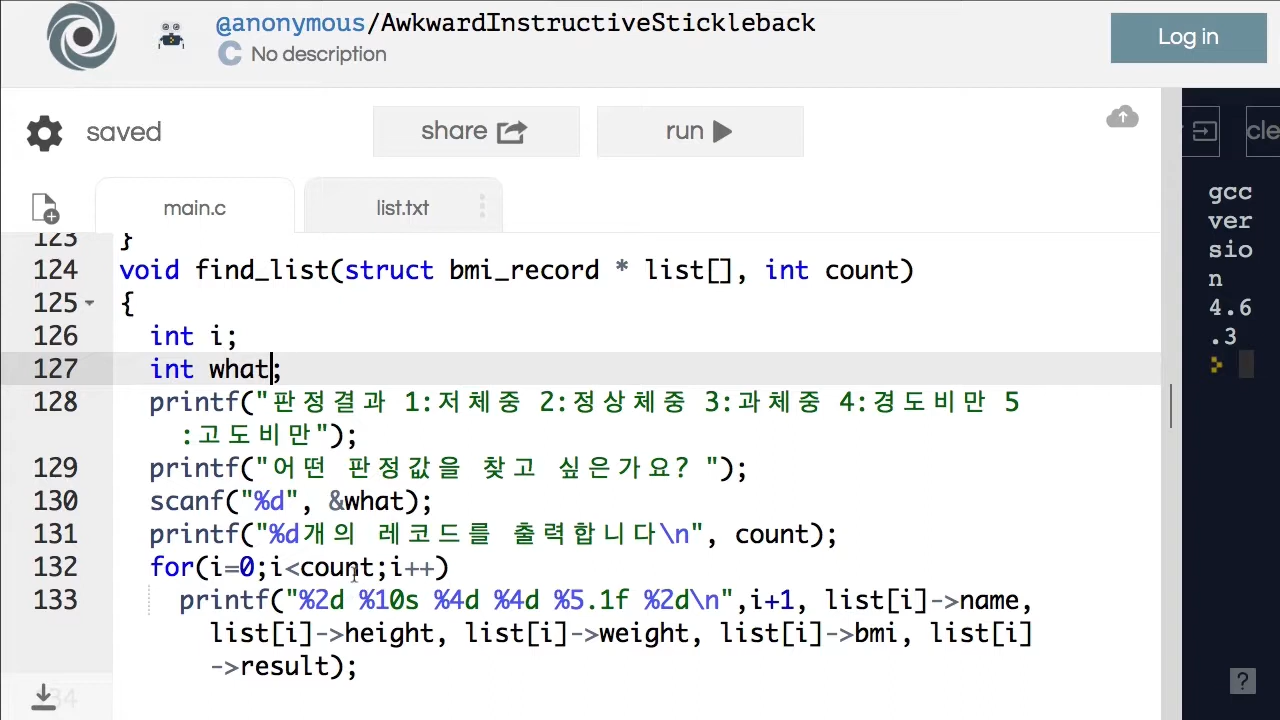 @anonymous/AwkwardInstructiveStickleback
C No description
Log in
saved
share
run
cle
main.c
list.txt
123 }
124 void find_list(struct bmi_record * list[], int count)
125 {
126 int i;
127 int what;
128 printf("판정결과 1:저체중 2:정상체중 3:과체중 4:경도비만 5
:고도비만");
129 printf("어떤 판정값을 찾고 싶은가요? ");
130 scanf("%d", &what);
131 printf("%d개의 레코드를 출력합니다\n", count);
132 for(i=0;i<count;i++)
133 printf("%2d %10s %4d %4d %5.1f %2d\n",i+1, list[i]->name,
list[i]->height, list[i]->weight, list[i]->bmi, list[i]
->result);
134
gcc
ver
sio
n
4.6
.3
?